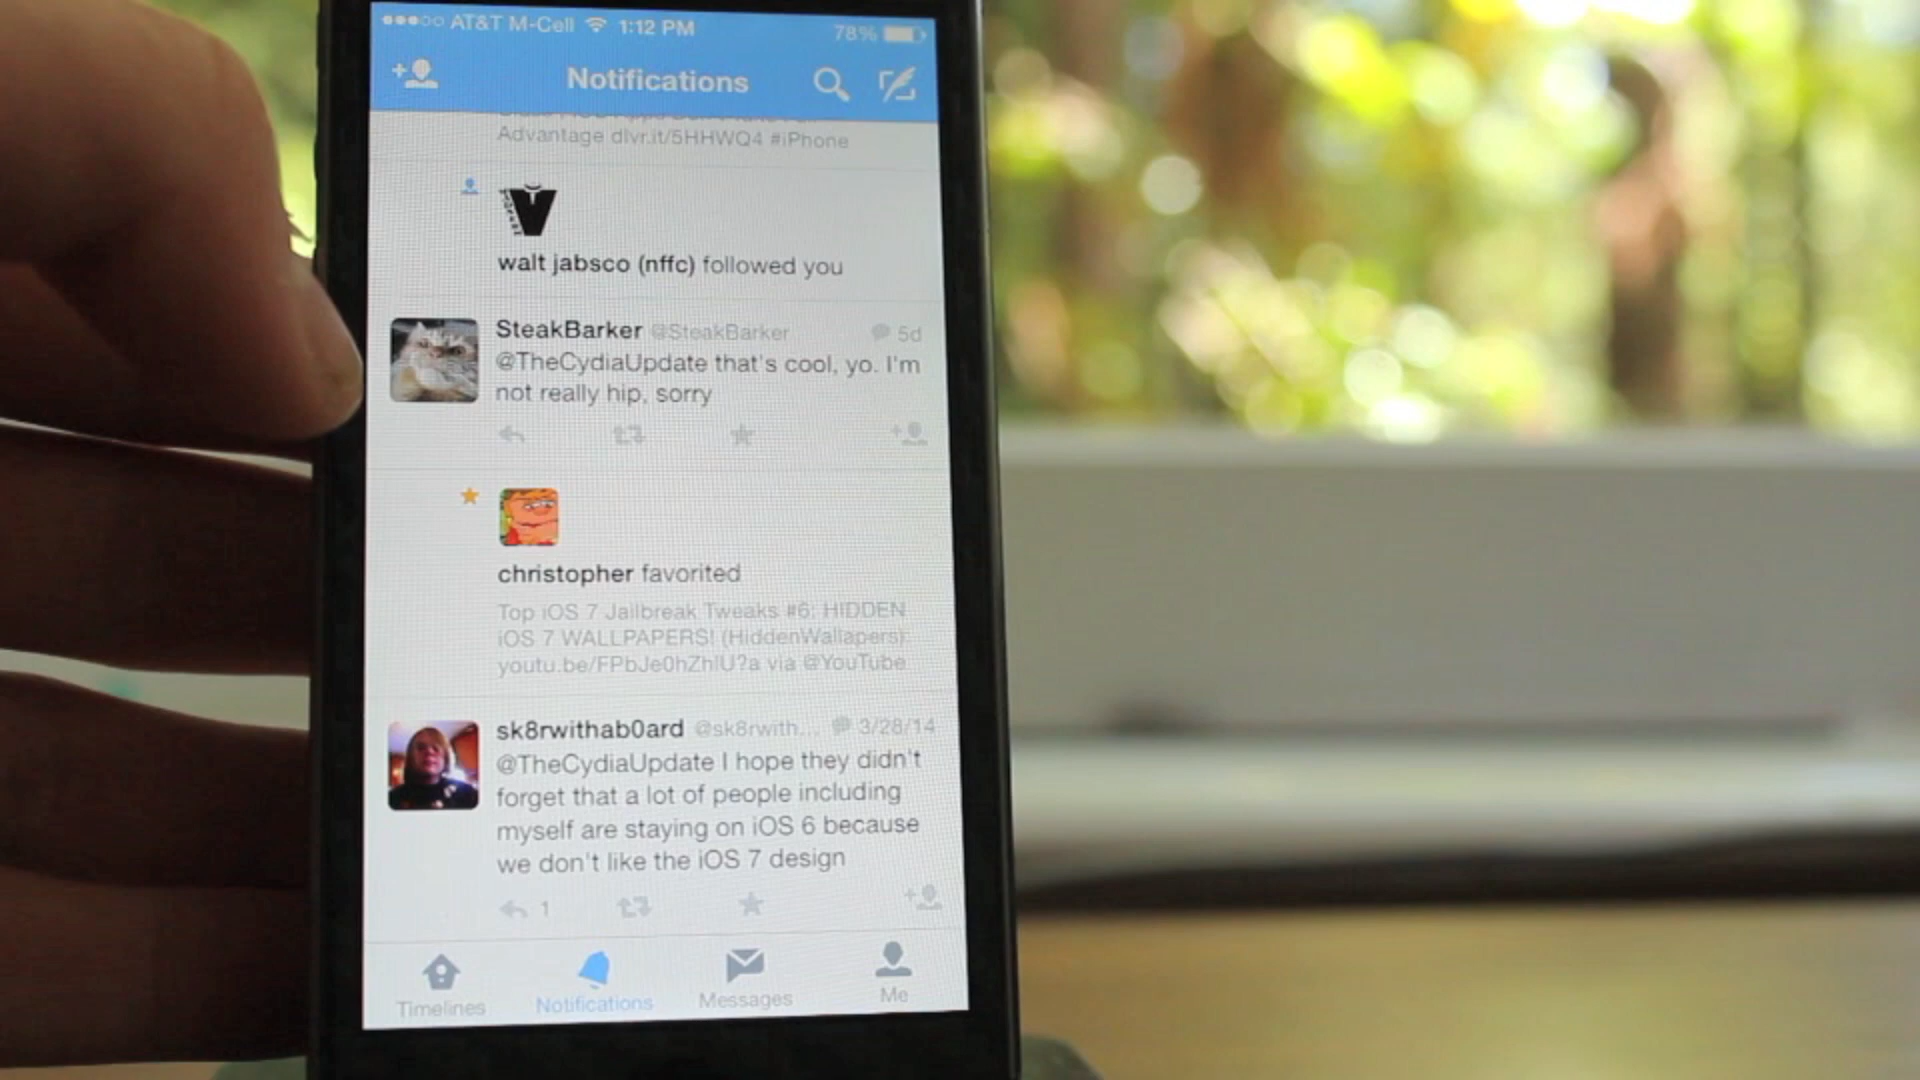 AT&T M-Cell 1:12 PM 78%
Notifications
Advantage dlvr.it/5HHWQ4 #iPhone
walt jabsco (nffc) followed you
SteakBarker @SteakBarker 5d
@TheCydiaUpdate that's cool, yo. I'm
not really hip, sorry
christopher favorited
Top iOS 7 Jailbreak Tweaks #6: HIDDEN
iOS 7 WALLPAPERS! (HiddenWallapers)
youtu.be/FPbJe0hZhlU?a via @YouTube
sk8rwithab0ard @sk8rwith... 3/28/14
@TheCydiaUpdate I hope they didn't
forget that a lot of people including
myself are staying on iOS 6 because
we don't like the iOS 7 design
1
Timelines Notifications Messages Me